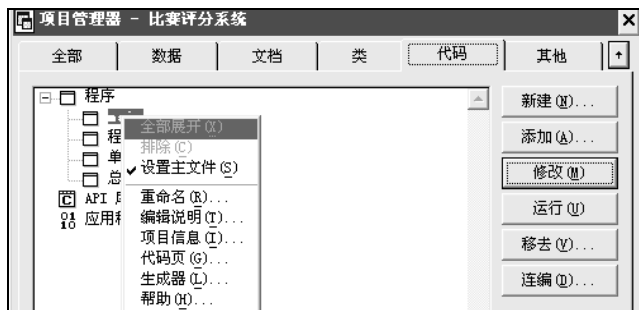 项目管理器 - 比赛评分系统
全部 数据 文档 类 代码 其他
程序
程
单
总
API
应用
全部展开(X)
排除(C)
设置主文件(S)
重命名(R)...
编辑说明(T)...
项目信息(I)...
代码页(G)...
生成器(L)...
帮助(H)...
新建(N)...
添加(A)...
修改(M)
运行(U)
移去(V)...
连编(D)...